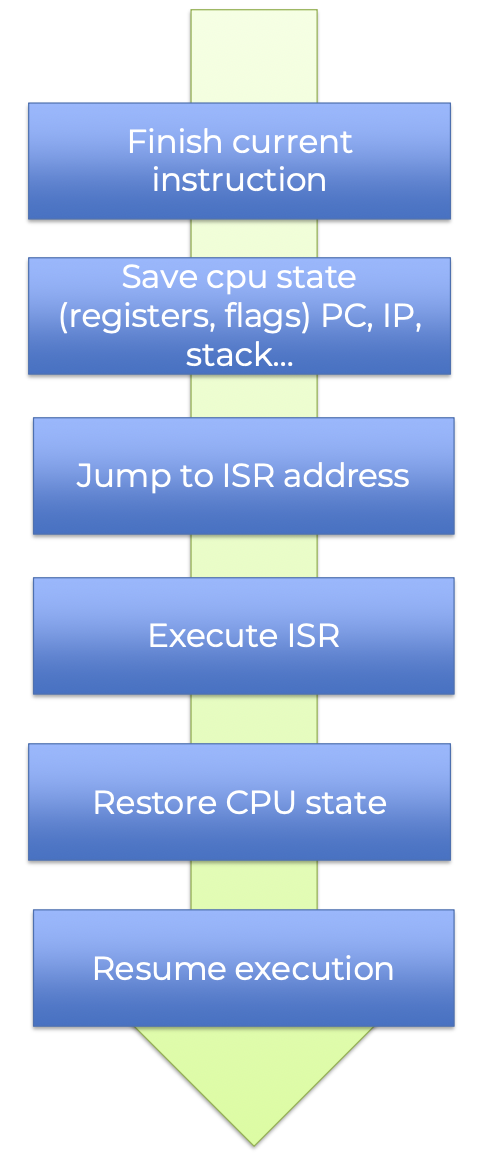 Finish current
instruction
Save cpu state
(registers, flags) PC, IP,
stack...
Jump to ISR address
Execute ISR
Restore CPU state
Resume execution